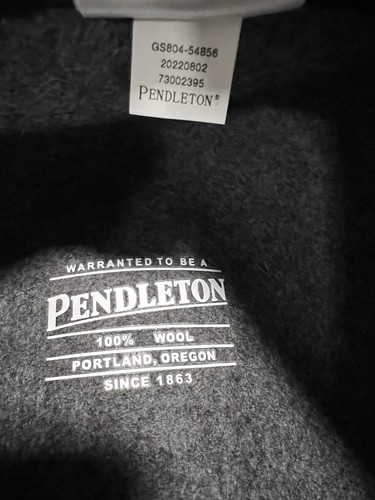 GS804-54856
20220802
73002395
PENDLETON®
WARRANTED TO BE A
PENDLETON
100% WOOL
PORTLAND, OREGON
SINCE 1863